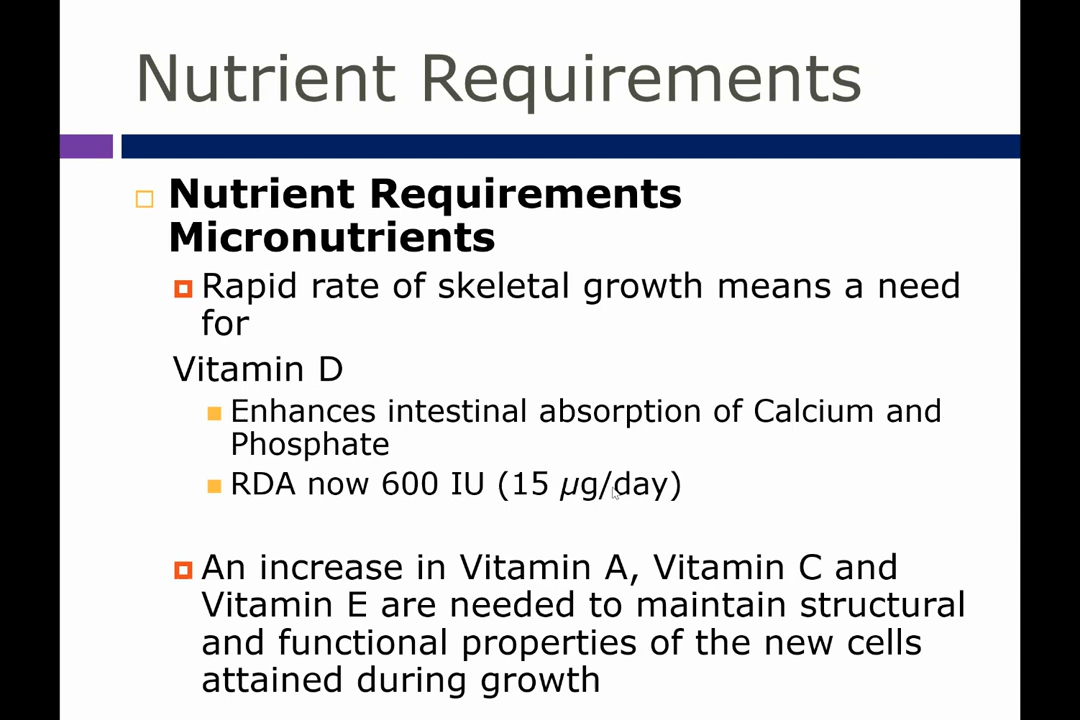 Nutrient Requirements
Nutrient Requirements
Micronutrients
Rapid rate of skeletal growth means a need
for
Vitamin D
Enhances intestinal absorption of Calcium and
Phosphate
RDA now 600 IU (15 µg/day)
An increase in Vitamin A, Vitamin C and
Vitamin E are needed to maintain structural
and functional properties of the new cells
attained during growth